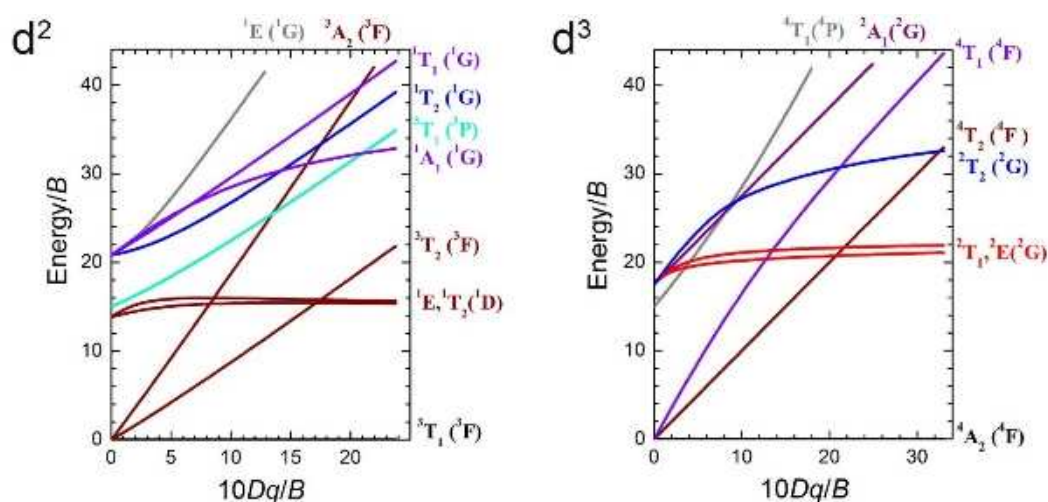 d²
¹E (¹G) ³A₂ (³F)
¹T₁ (¹G)
¹T₂ (¹G)
³T₁ (³P)
¹A₁ (¹G)
³T₂ (³F)
¹E,¹T₂(¹D)
³T₁ (³F)
Energy/B
40
30
20
10
0
0 5 10 15 20
10Dq/B
d³
⁴T₁(⁴P) ²A₁(²G)
⁴T₁ (⁴F)
⁴T₂ (⁴F)
²T₂ (²G)
²T₁,²E(²G)
⁴A₂ (⁴F)
Energy/B
40
30
20
10
0
0 10 20 30
10Dq/B